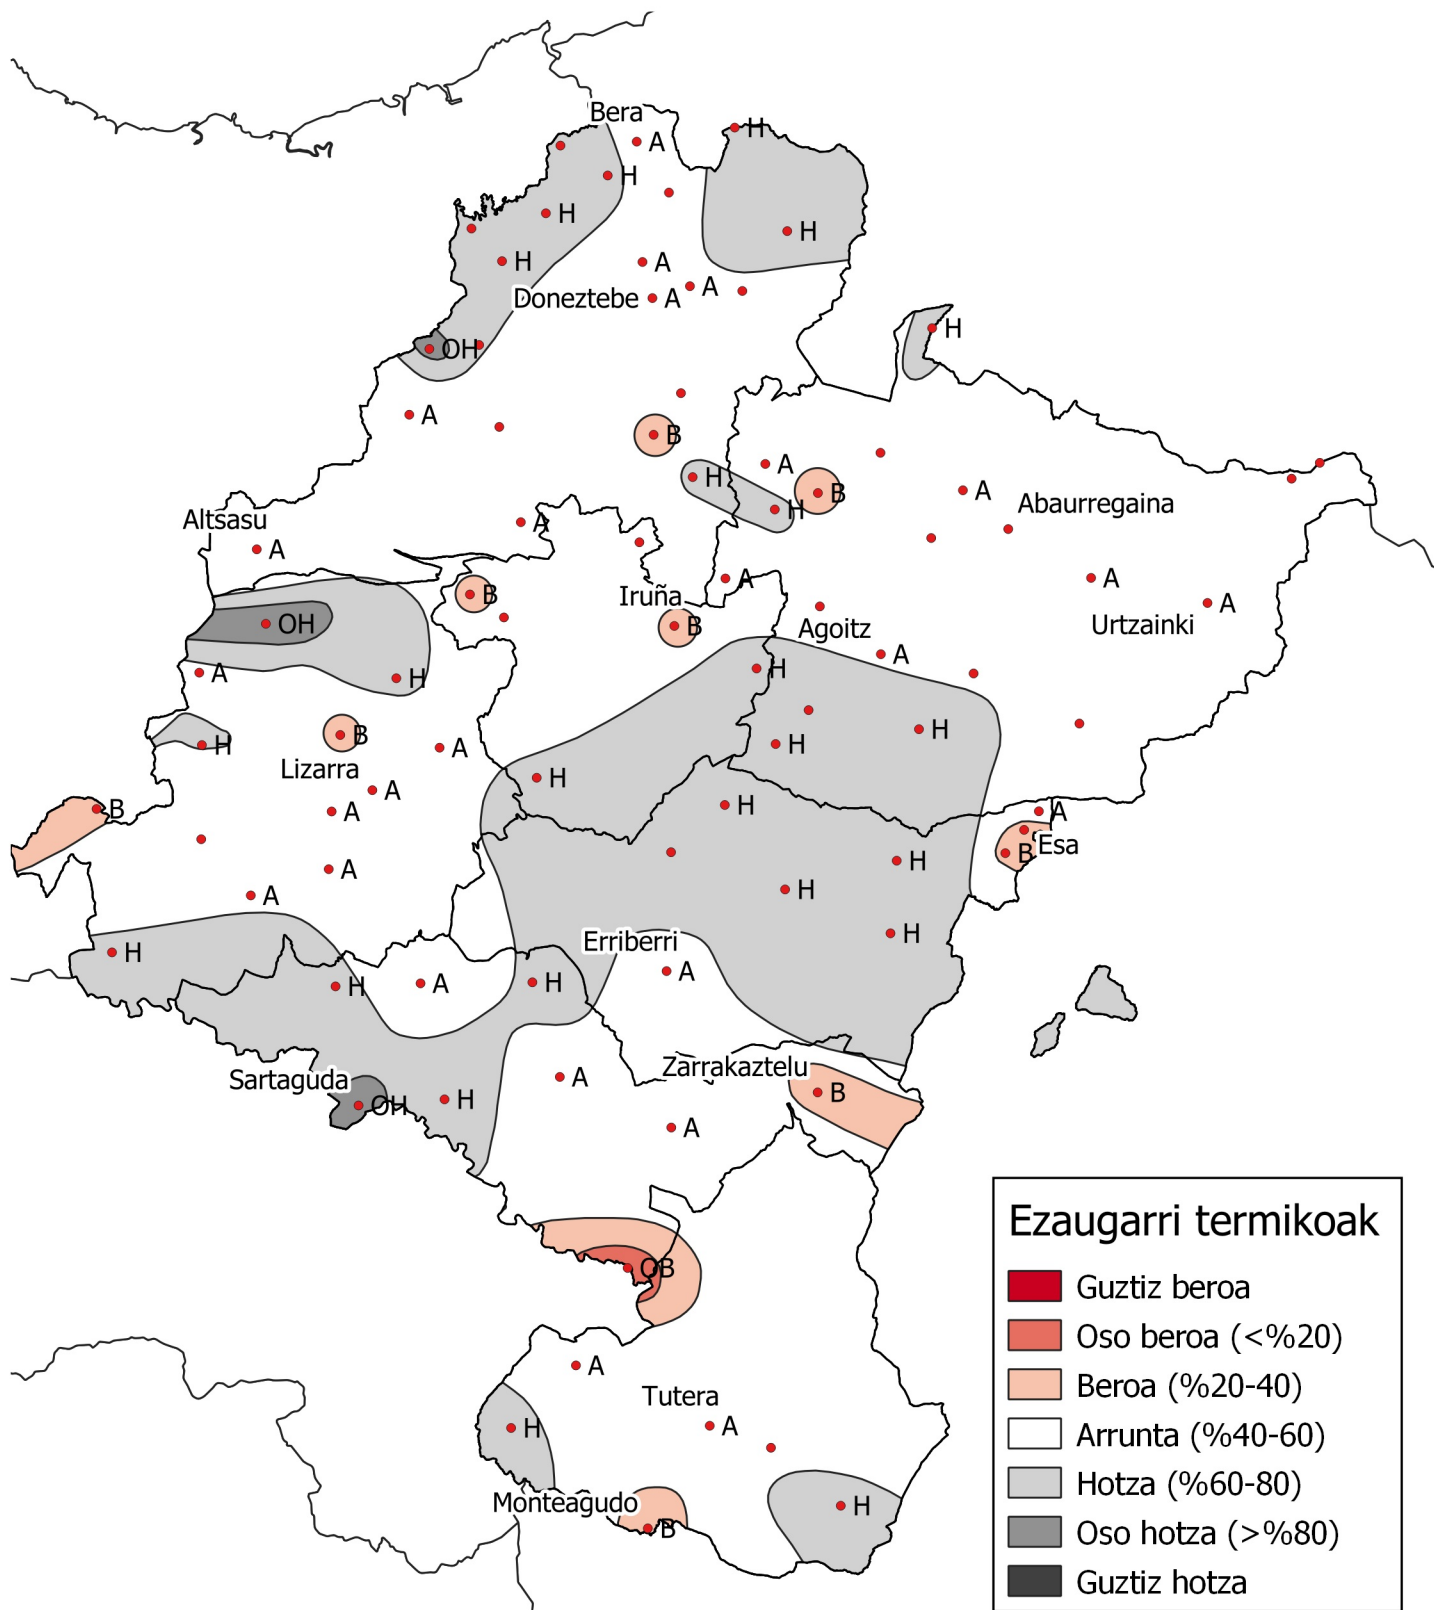 Bera
A
H
H
H
H
H
A
Doneztebe
A
A
H
OH
A
B
A
H
B
H
A
Abaurregaina
Altsasu
A
A
A
A
B
Iruña
A
OH
B
Agoitz
Urtzainki
A
H
A
H
H
B
H
A
H
Lizarra
H
A
A
H
B
A
Esa
B
H
A
H
A
H
Erriberri
H
A
H
A
H
Zarrakaztelu
A
Sartaguda
B
H
OH
A
OB
A
Tutera
H
A
Monteagudo
H
B
Ezaugarri termikoak
Guztiz beroa
Oso beroa (<%20)
Beroa (%20-40)
Arrunta (%40-60)
Hotza (%60-80)
Oso hotza (>%80)
Guztiz hotza